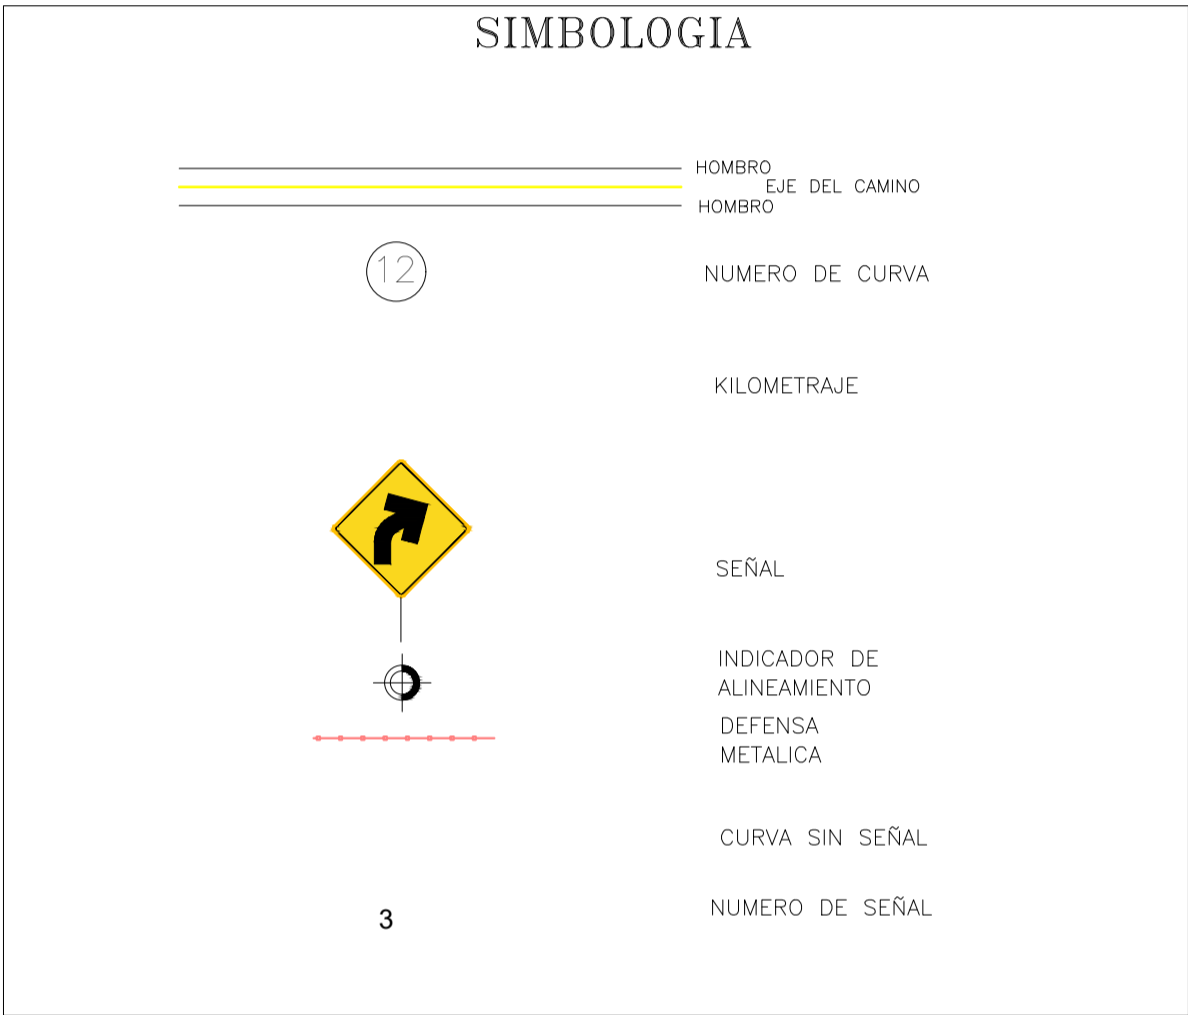 SIMBOLOGIA
HOMBRO
EJE DEL CAMINO
HOMBRO
12
NUMERO DE CURVA
KILOMETRAJE
SEÑAL
INDICADOR DE
ALINEAMIENTO
DEFENSA
METALICA
CURVA SIN SEÑAL
3
NUMERO DE SEÑAL